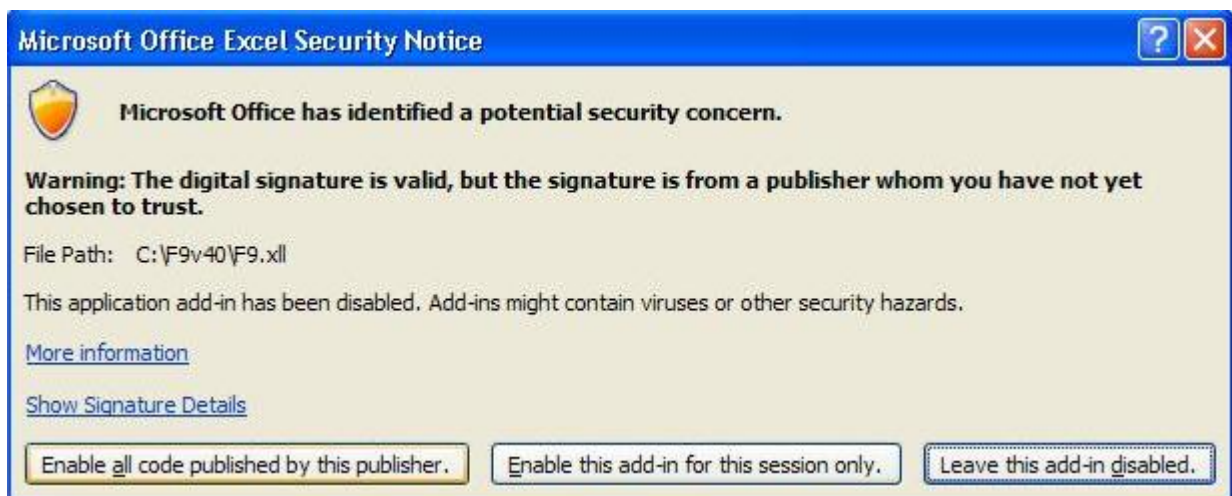 Microsoft Office Excel Security Notice
Microsoft Office has identified a potential security concern.
Warning: The digital signature is valid, but the signature is from a publisher whom you have not yet
chosen to trust.
File Path: C:\F9v40\F9.xll
This application add-in has been disabled. Add-ins might contain viruses or other security hazards.
More information
Show Signature Details
Enable all code published by this publisher. Enable this add-in for this session only. Leave this add-in disabled.